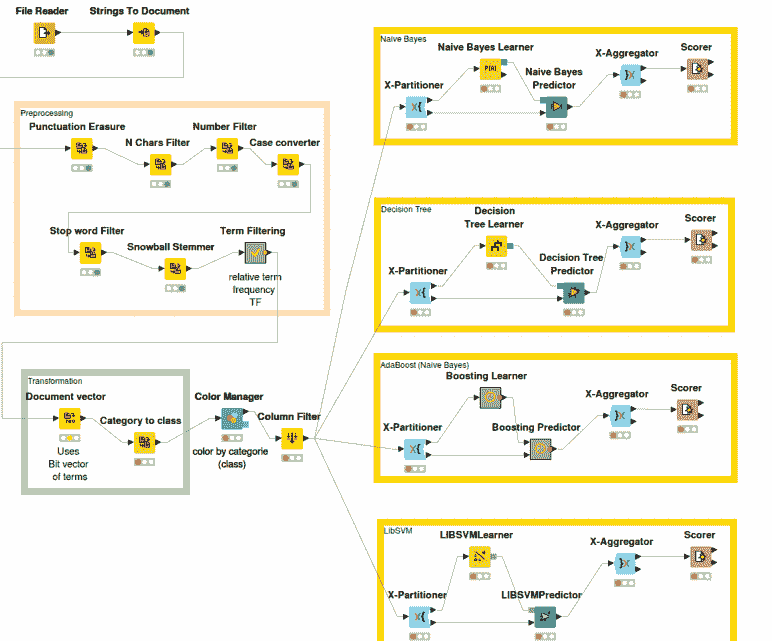 File Reader
Strings To Document
Preprocessing
Punctuation Erasure
N Chars Filter
Number Filter
Case converter
Stop word Filter
Snowball Stemmer
Term Filtering
relative term
frequency
TF
Transformation
Document vector
Uses
Bit vector
of terms
Category to class
Color Manager
color by categorie
(class)
Column Filter
Naive Bayes
X-Partitioner
Naive Bayes Learner
P(A)
Naive Bayes
Predictor
X-Aggregator
Scorer
Decision Tree
X-Partitioner
Decision
Tree Learner
Decision Tree
Predictor
X-Aggregator
Scorer
AdaBoost (Naive Bayes)
X-Partitioner
Boosting Learner
Boosting Predictor
X-Aggregator
Scorer
LibSVM
X-Partitioner
LIBSVMLearner
LIBSVMPredictor
X-Aggregator
Scorer